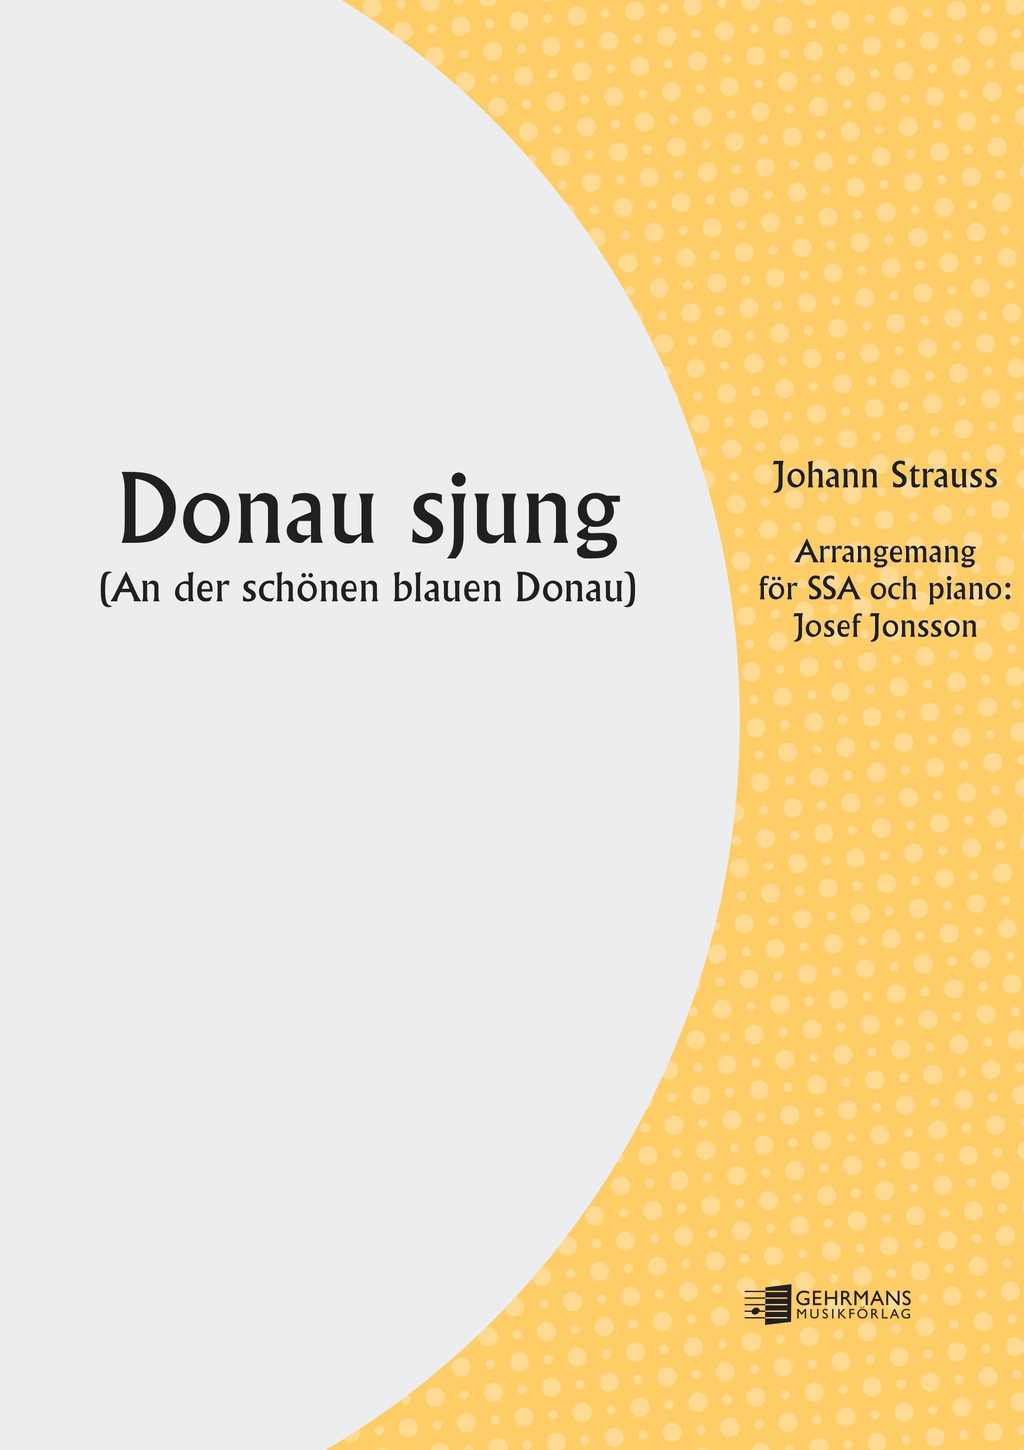 Donau sjung
(An der schönen blauen Donau)
Johann Strauss
Arrangemang
för SSA och piano:
Josef Jonsson
GEHRMANS
MUSIKFÖRLAG